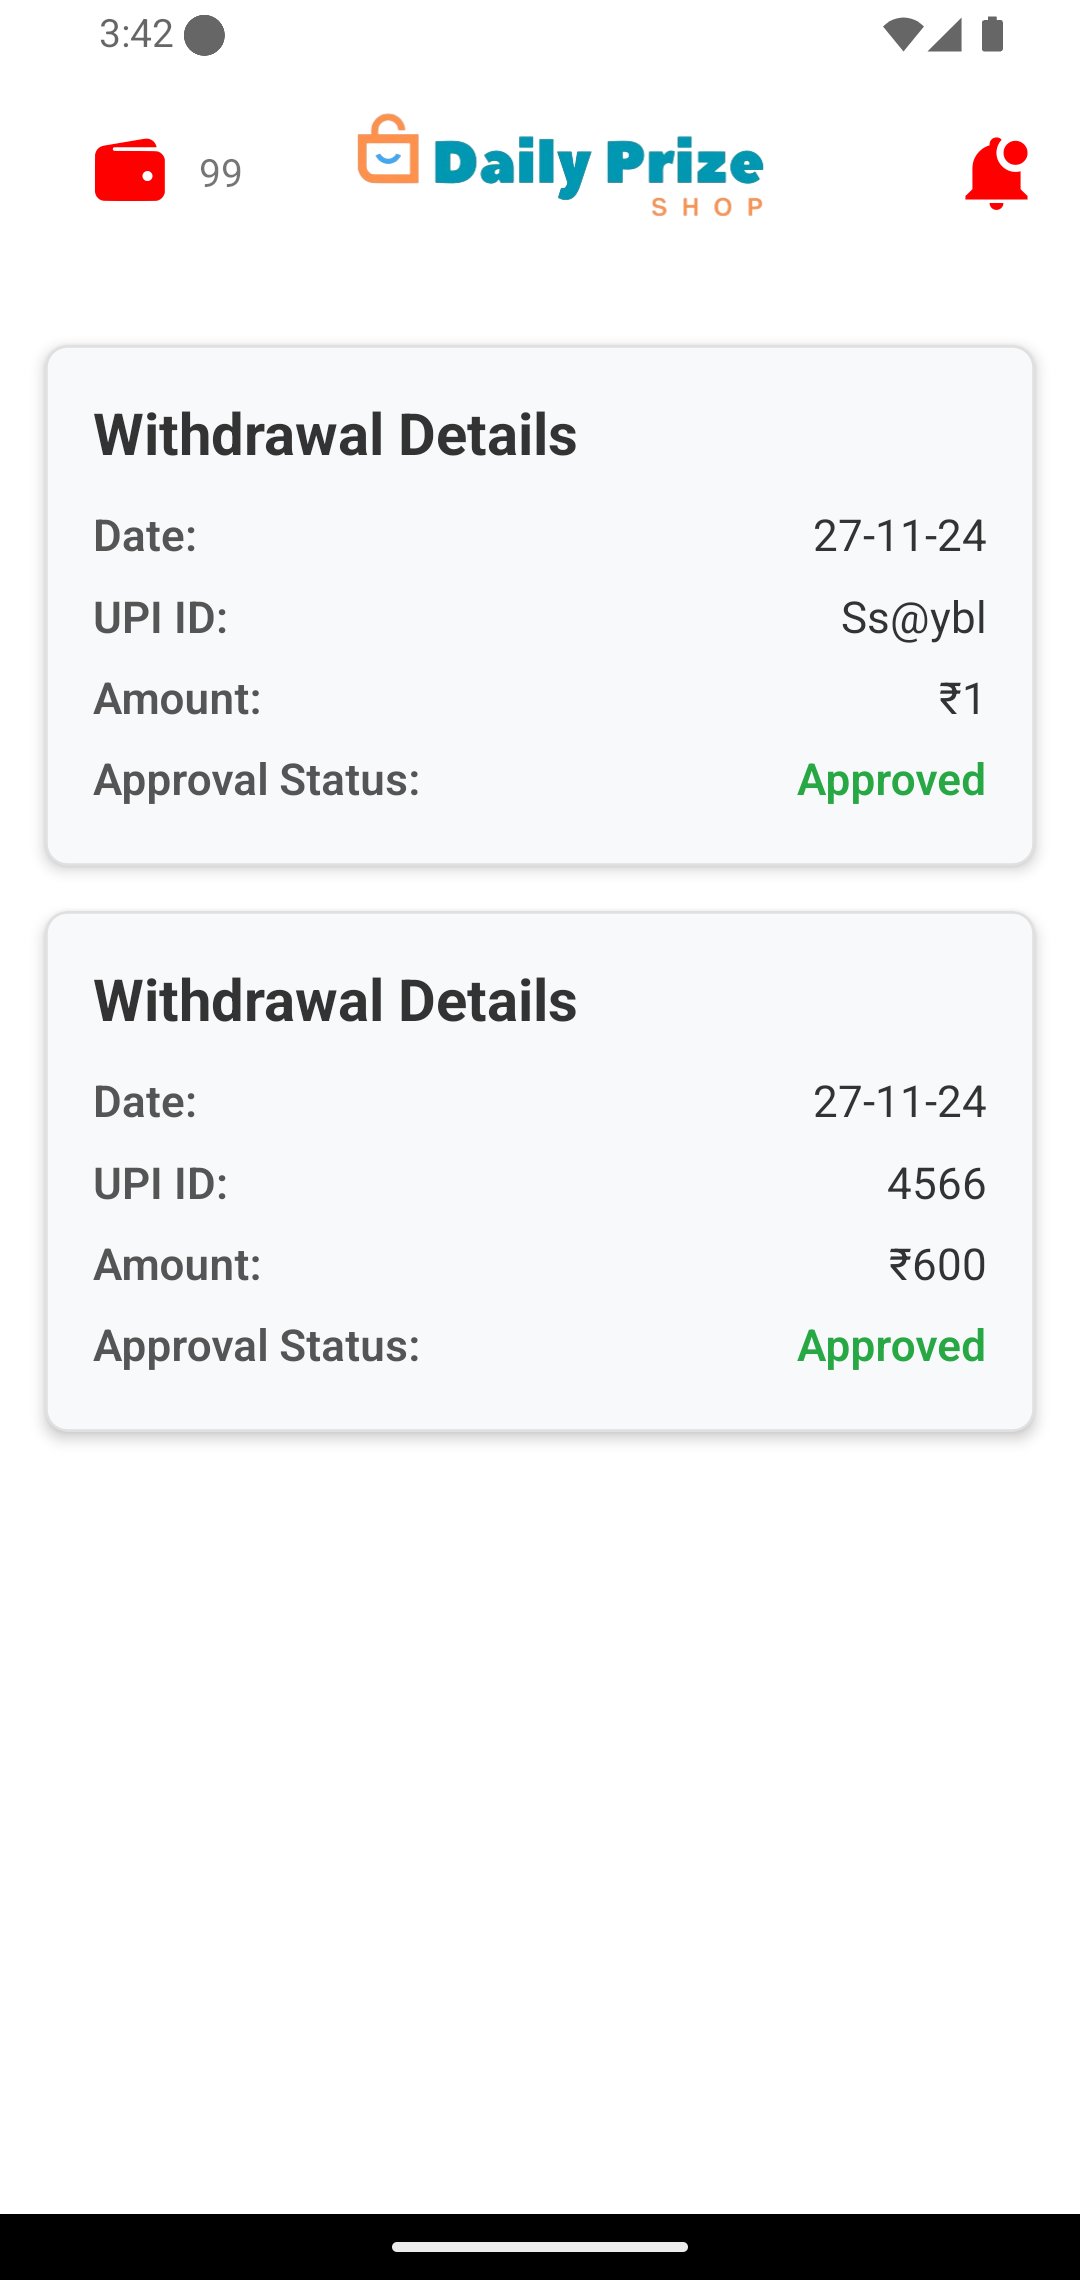 3:42
99
Daily Prize
SHOP
Withdrawal Details
Date: 27-11-24
UPI ID: Ss@ybl
Amount: ₹1
Approval Status: Approved
Withdrawal Details
Date: 27-11-24
UPI ID: 4566
Amount: ₹600
Approval Status: Approved